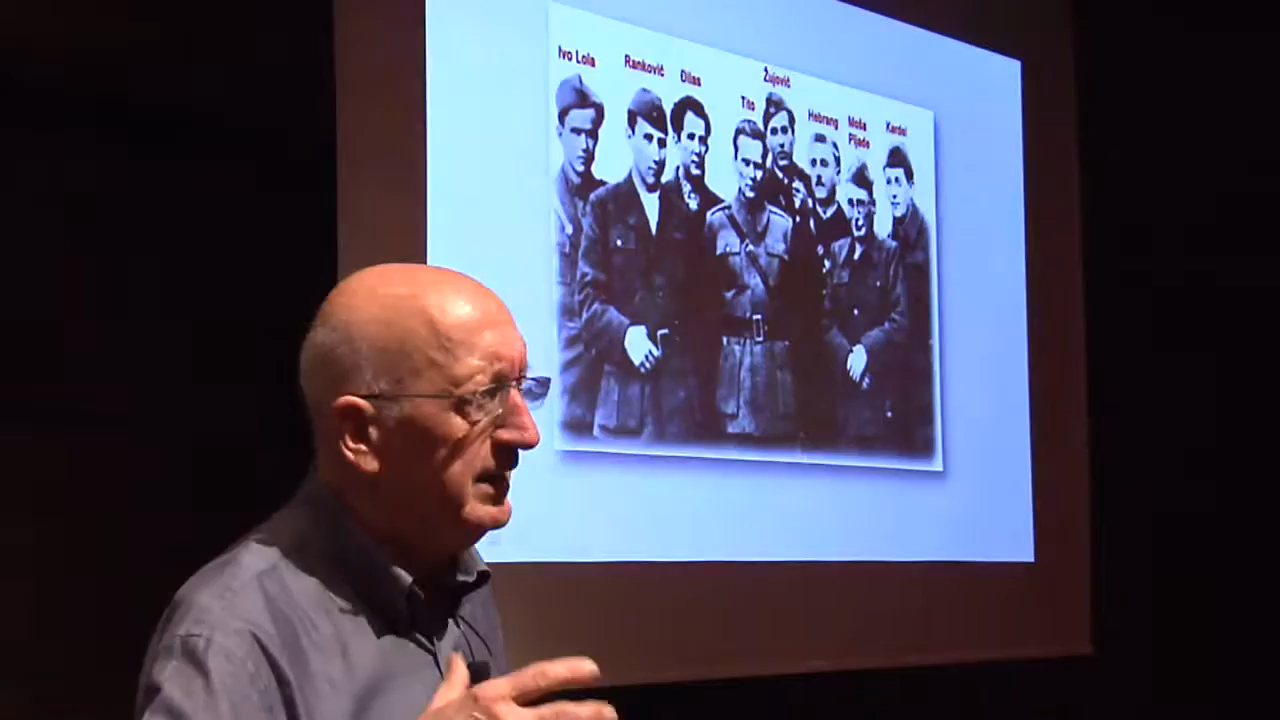 Ivo Lola
Ranković
Đilas
Tito
Žujović
Hebrang
Moša
Pijade
Kardel